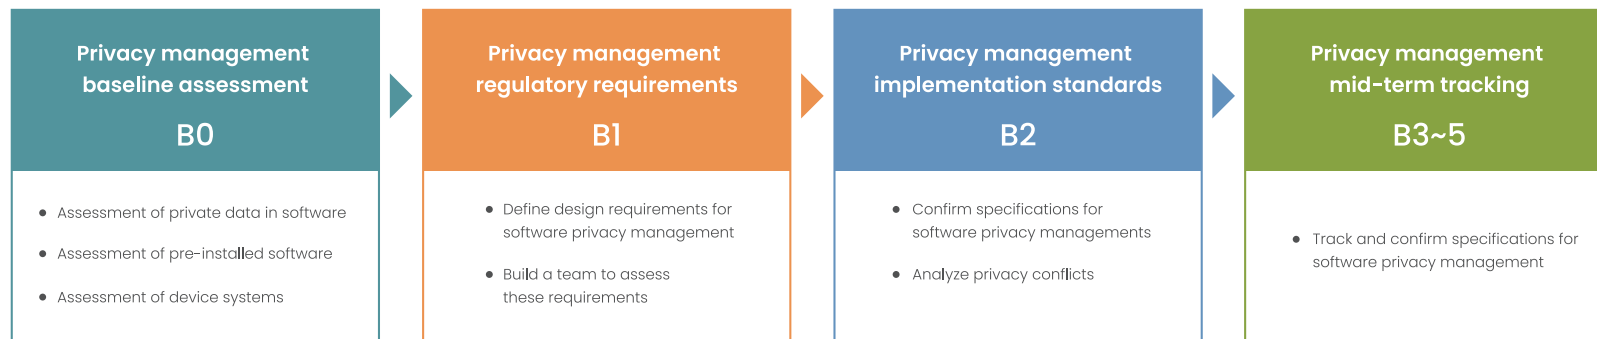 Privacy management
baseline assessment
B0
● Assessment of private data in software
● Assessment of pre-installed software
● Assessment of device systems
Privacy management
regulatory requirements
B1
● Define design requirements for
software privacy management
● Build a team to assess
these requirements
Privacy management
implementation standards
B2
● Confirm specifications for
software privacy managements
● Analyze privacy conflicts
Privacy management
mid-term tracking
B3~5
● Track and confirm specifications for
software privacy management